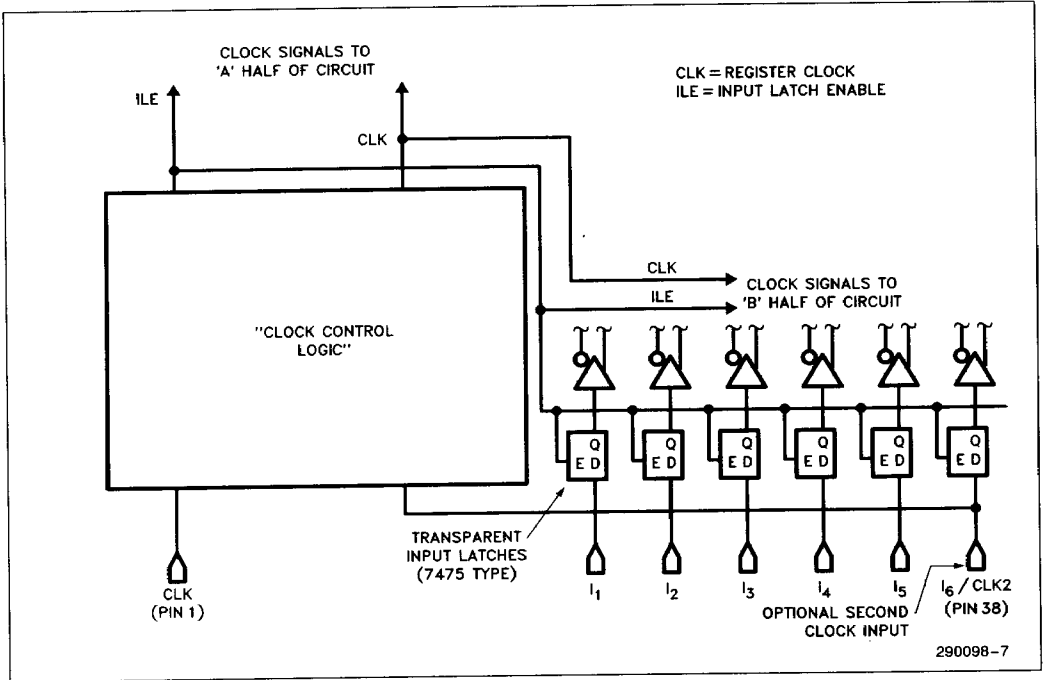 CLOCK SIGNALS TO
'A' HALF OF CIRCUIT
CLK = REGISTER CLOCK
ILE = INPUT LATCH ENABLE
ILE
CLK
CLK
CLOCK SIGNALS TO
ILE
'B' HALF OF CIRCUIT
"CLOCK CONTROL
LOGIC"
Q
E D
Q
E D
Q
E D
Q
E D
Q
E D
Q
E D
TRANSPARENT
INPUT LATCHES
(7475 TYPE)
CLK
(PIN 1)
I1
I2
I3
I4
I5
I6 / CLK2
(PIN 38)
OPTIONAL SECOND
CLOCK INPUT
290098-7